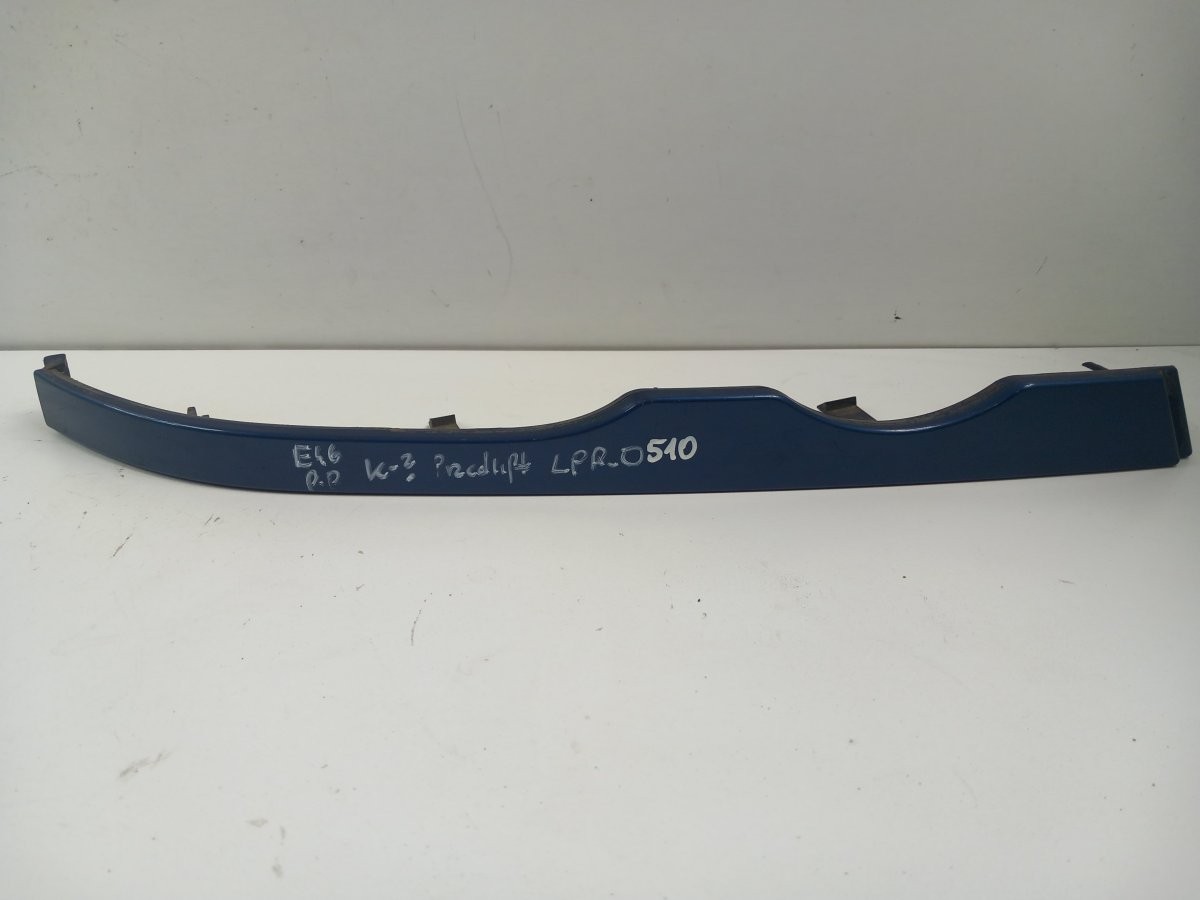 E46 K-? Przedlift LPR-0510
P.P